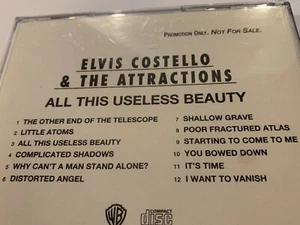 PROMOTION ONLY. NOT FOR SALE.
ELVIS COSTELLO
& THE ATTRACTIONS
ALL THIS USELESS BEAUTY
1 THE OTHER END OF THE TELESCOPE
2 LITTLE ATOMS
3 ALL THIS USELESS BEAUTY
4 COMPLICATED SHADOWS
5 WHY CAN'T A MAN STAND ALONE?
6 DISTORTED ANGEL
7 SHALLOW GRAVE
8 POOR FRACTURED ATLAS
9 STARTING TO COME TO ME
10 YOU BOWED DOWN
11 IT'S TIME
12 I WANT TO VANISH
WB
COMPACT
disc